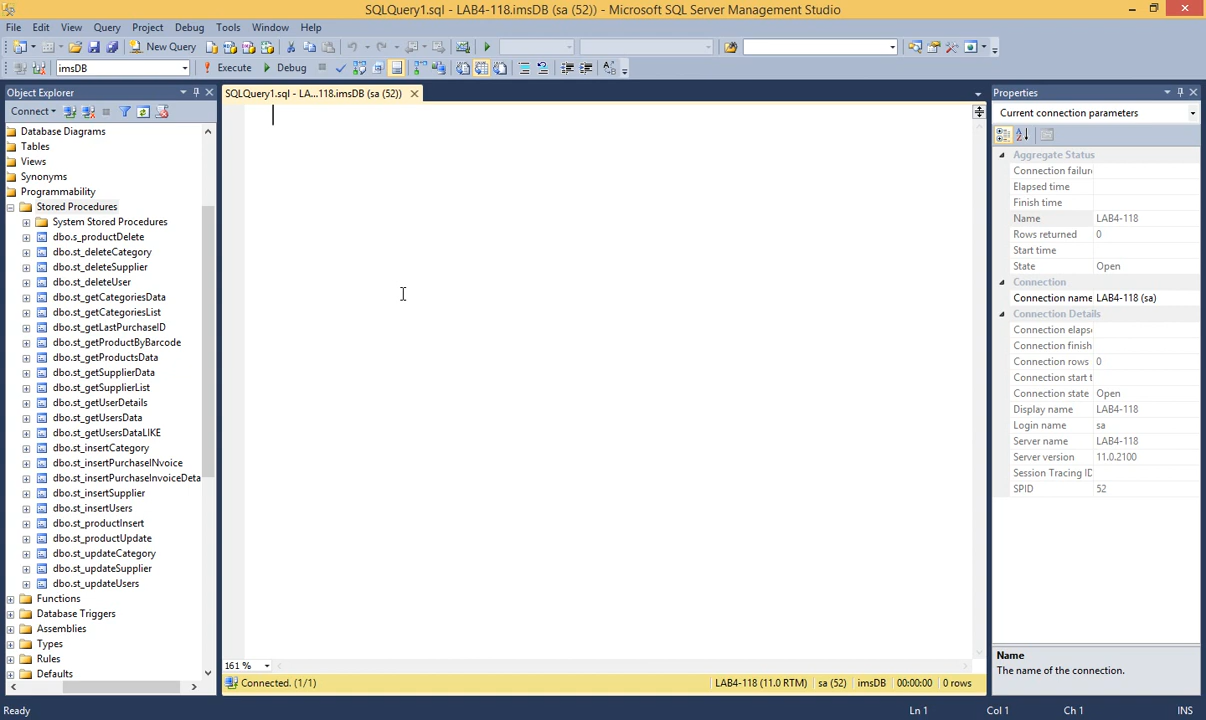 SQLQuery1.sql - LAB4-118.imsDB (sa (52)) - Microsoft SQL Server Management Studio
File Edit View Query Project Debug Tools Window Help
New Query
imsDB Execute Debug
Object Explorer
Connect
Database Diagrams
Tables
Views
Synonyms
Programmability
Stored Procedures
System Stored Procedures
dbo.s_productDelete
dbo.st_deleteCategory
dbo.st_deleteSupplier
dbo.st_deleteUser
dbo.st_getCategoriesData
dbo.st_getCategoriesList
dbo.st_getLastPurchaseID
dbo.st_getProductByBarcode
dbo.st_getProductsData
dbo.st_getSupplierData
dbo.st_getSupplierList
dbo.st_getUserDetails
dbo.st_getUsersData
dbo.st_getUsersDataLIKE
dbo.st_insertCategory
dbo.st_insertPurchaseINvoice
dbo.st_insertPurchaseInvoiceDeta
dbo.st_insertSupplier
dbo.st_insertUsers
dbo.st_productInsert
dbo.st_productUpdate
dbo.st_updateCategory
dbo.st_updateSupplier
dbo.st_updateUsers
Functions
Database Triggers
Assemblies
Types
Rules
Defaults
SQLQuery1.sql - LA...118.imsDB (sa (52))
161 %
Connected. (1/1) LAB4-118 (11.0 RTM) sa (52) imsDB 00:00:00 0 rows
Properties
Current connection parameters
Aggregate Status
Connection failure
Elapsed time
Finish time
Name LAB4-118
Rows returned 0
Start time
State Open
Connection
Connection name LAB4-118 (sa)
Connection Details
Connection elaps
Connection finish
Connection rows 0
Connection start t
Connection state Open
Display name LAB4-118
Login name sa
Server name LAB4-118
Server version 11.0.2100
Session Tracing ID
SPID 52
Name
The name of the connection.
Ready Ln 1 Col 1 Ch 1 INS